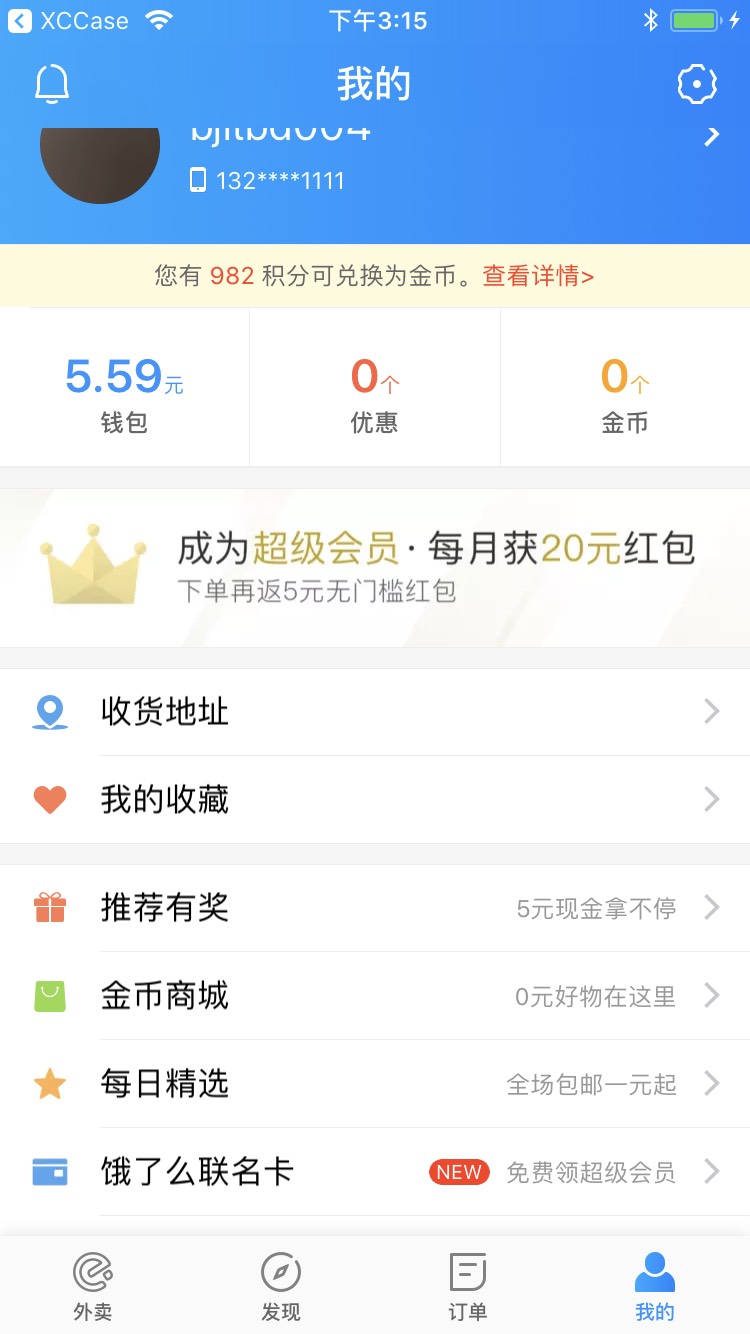 XCCase
下午3:15
我的
132****1111
您有 982 积分可兑换为金币。查看详情>
5.59元
0个
0个
钱包
优惠
金币
成为超级会员·每月获20元红包
下单再返5元无门槛红包
收货地址
我的收藏
推荐有奖
5元现金拿不停
金币商城
0元好物在这里
每日精选
全场包邮一元起
饿了么联名卡
NEW
免费领超级会员
外卖
发现
订单
我的